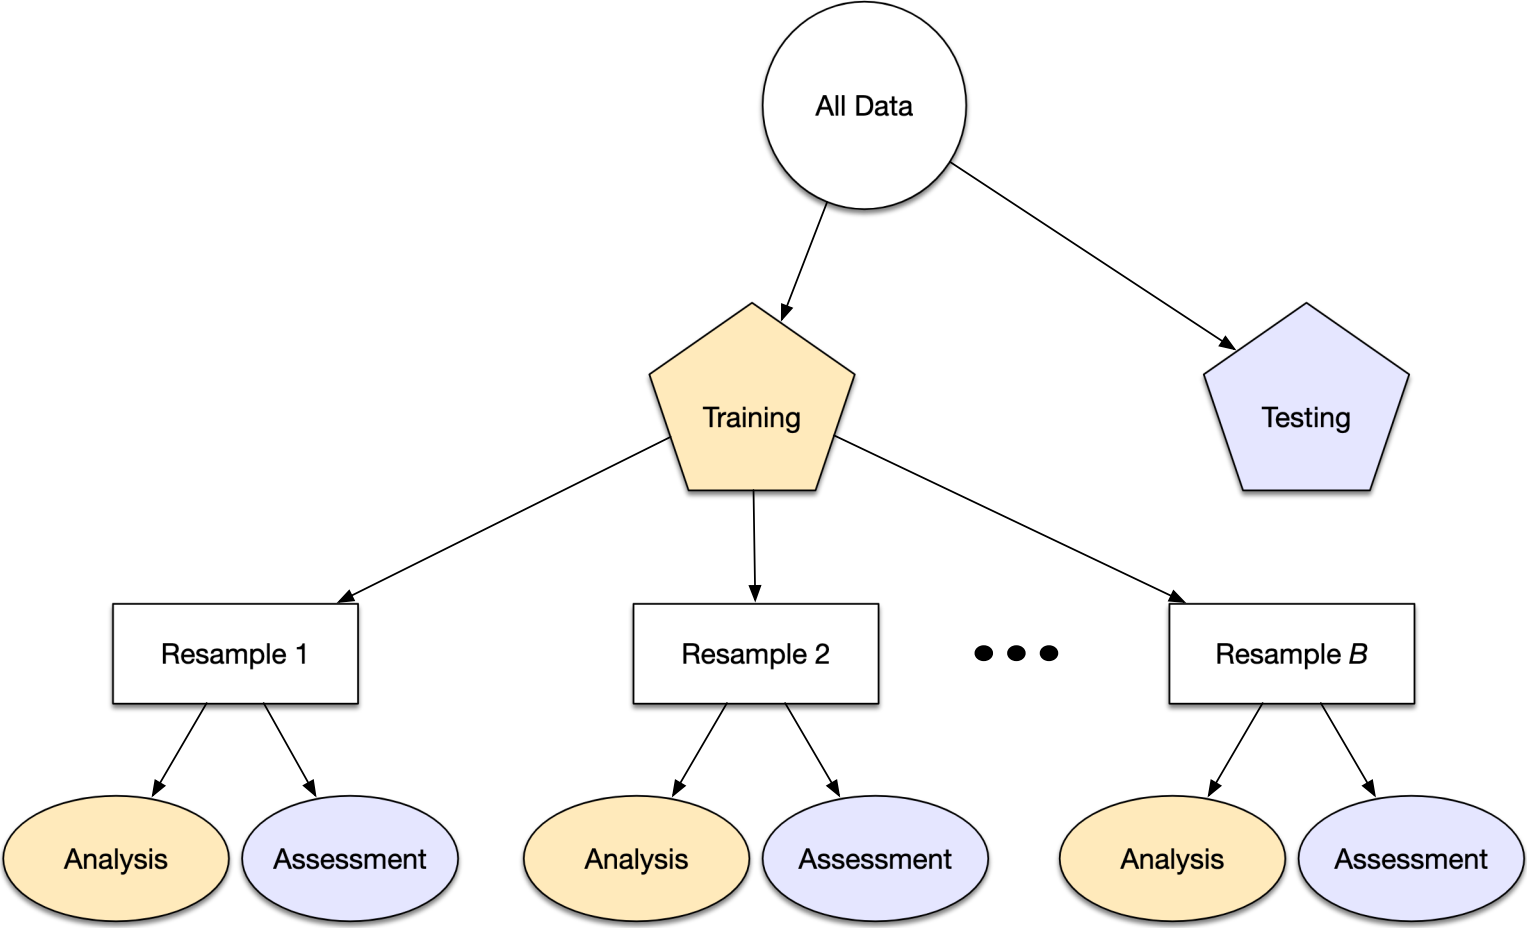 All Data
Training
Testing
Resample 1
Resample 2
Resample B
Analysis
Assessment
Analysis
Assessment
Analysis
Assessment